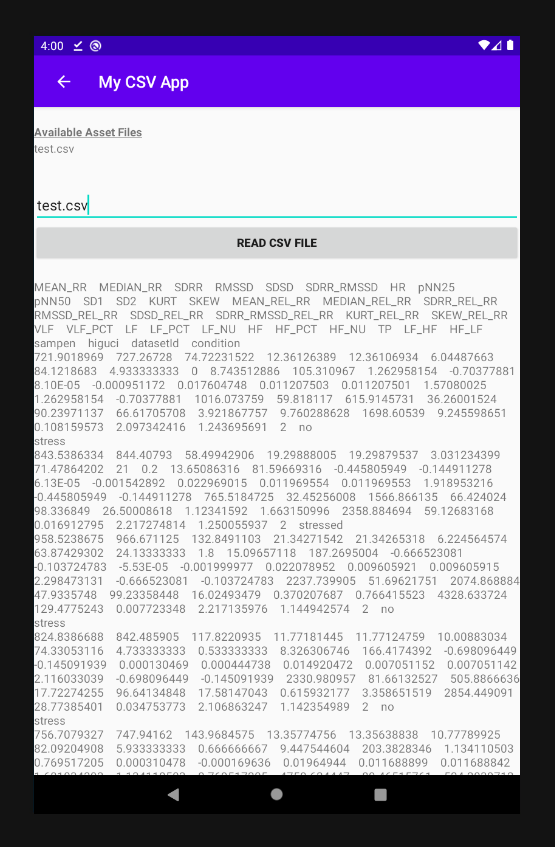 4:00
My CSV App
Available Asset Files
test.csv
test.csv
READ CSV FILE
MEAN_RR MEDIAN_RR SDRR RMSSD SDSD SDRR_RMSSD HR pNN25
pNN50 SD1 SD2 KURT SKEW MEAN_REL_RR MEDIAN_REL_RR SDRR_REL_RR
RMSSD_REL_RR SDSD_REL_RR SDRR_RMSSD_REL_RR KURT_REL_RR SKEW_REL_RR
VLF VLF_PCT LF LF_PCT LF_NU HF HF_PCT HF_NU TP LF_HF HF_LF
sampen higuci datasetId condition
721.9018969 727.26728 74.72231522 12.36126389 12.36106934 6.04487663
84.1218683 4.933333333 0 8.743512886 105.310967 1.262958154 -0.70377881
8.10E-05 -0.000951172 0.017604748 0.011207503 0.011207501 1.57080025
1.262958154 -0.70377881 1016.073759 59.818117 615.9145731 36.26001524
90.23971137 66.61705708 3.921867757 9.760288628 1698.60539 9.245598651
0.108159573 2.097342416 1.243695691 2 no
stress
843.5386334 844.40793 58.49942906 19.29888005 19.29879537 3.031234399
71.47864202 21 0.2 13.65086316 81.59669316 -0.445805949 -0.144911278
6.13E-05 -0.001542892 0.022969015 0.011969554 0.011969553 1.918953216
-0.445805949 -0.144911278 765.5184725 32.45256008 1566.866135 66.424024
98.336849 26.50008618 1.12341592 1.663150996 2358.884694 59.12683168
0.016912795 2.217274814 1.250055937 2 stressed
958.5238675 966.671125 132.8491103 21.34271542 21.34265318 6.224564574
63.87429302 24.13333333 1.8 15.09657118 187.2695004 -0.666523081
-0.103724783 -5.53E-05 -0.001999977 0.022078952 0.009605921 0.009605915
2.298473131 -0.666523081 -0.103724783 2237.739905 51.69621751 2074.868884
47.9335748 99.23358448 16.02493479 0.370207687 0.766415523 4328.633724
129.4775243 0.007723348 2.217135976 1.144942574 2 no
stress
824.8386688 842.485905 117.8220935 11.77181445 11.77124759 10.00883034
74.33053116 4.733333333 0.533333333 8.326306746 166.4174392 -0.698096449
-0.145091939 0.000130469 0.000444738 0.014920472 0.007051152 0.007051142
2.116033039 -0.698096449 -0.145091939 2330.980957 81.66132527 505.8866636
17.72274255 96.64134848 17.58147043 0.615932177 3.358651519 2854.449091
28.77385401 0.034753773 2.106863247 1.142354989 2 no
stress
756.7079327 747.94162 143.9684575 13.35774756 13.35638838 10.77789925
82.09204908 5.933333333 0.666666667 9.447544604 203.3828346 1.134110503
0.769517205 0.000310478 -0.000169636 0.01964944 0.011688899 0.011688842